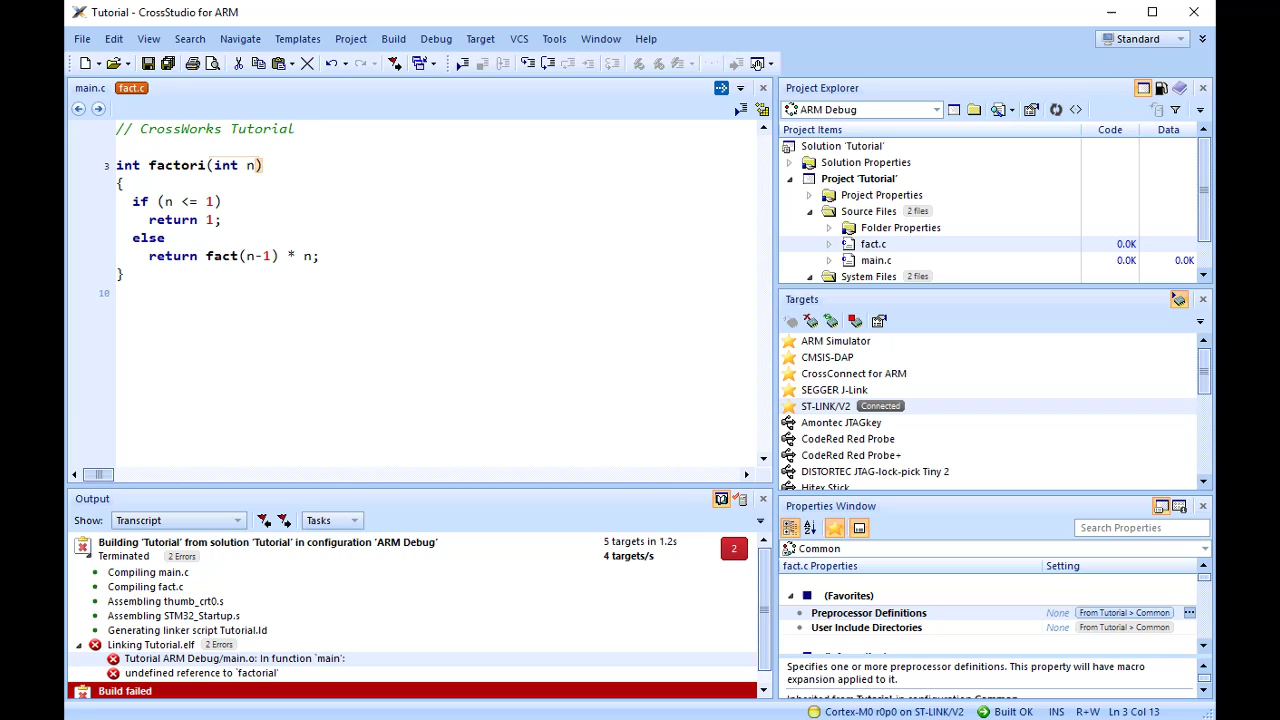 Tutorial - CrossStudio for ARM
File Edit View Search Navigate Templates Project Build Debug Target VCS Tools Window Help
Standard
main.c fact.c
// CrossWorks Tutorial
3 int factori(int n)
{
if (n <= 1)
return 1;
else
return fact(n-1) * n;
}
10
Project Explorer
ARM Debug
Project Items Code Data
Solution 'Tutorial'
Solution Properties
Project 'Tutorial'
Project Properties
Source Files 2 files
Folder Properties
fact.c 0.0K
main.c 0.0K 0.0K
System Files 2 files
Targets
ARM Simulator
CMSIS-DAP
CrossConnect for ARM
SEGGER J-Link
ST-LINK/V2 Connected
Amontec JTAGkey
CodeRed Red Probe
CodeRed Red Probe+
DISTORTEC JTAG-lock-pick Tiny 2
Hitex Stick
Output
Show: Transcript Tasks
Building 'Tutorial' from solution 'Tutorial' in configuration 'ARM Debug' 5 targets in 1.2s
Terminated 2 Errors 4 targets/s
2
Compiling main.c
Compiling fact.c
Assembling thumb_crt0.s
Assembling STM32_Startup.s
Generating linker script Tutorial.ld
Linking Tutorial.elf 2 Errors
Tutorial ARM Debug/main.o: In function `main':
undefined reference to `factorial'
Build failed
Properties Window
Search Properties
Common
fact.c Properties Setting
(Favorites)
Preprocessor Definitions None From Tutorial > Common
User Include Directories None From Tutorial > Common
Specifies one or more preprocessor definitions. This property will have macro
expansion applied to it.
Inherited from Tutorial in configuration Common
Cortex-M0 r0p0 on ST-LINK/V2 Built OK INS R+W Ln 3 Col 13